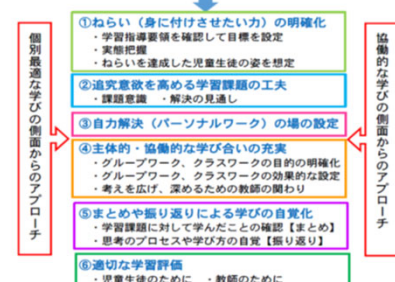 ①ねらい（身に付けさせたい力）の明確化
・学習指導要領を確認して目標を設定
・実態把握
・ねらいを達成した児童生徒の姿を想定
②追究意欲を高める学習課題の工夫
・課題意識　・解決の見通し
③自力解決（パーソナルワーク）の場の設定
④主体的・協働的な学び合いの充実
・グループワーク、クラスワークの目的の明確化
・グループワーク、クラスワークの効果的な設定
・考えを広げ、深めるための教師の関わり
⑤まとめや振り返りによる学びの自覚化
・学習課題に対して学んだことの確認【まとめ】
・思考のプロセスや学び方の自覚【振り返り】
⑥適切な学習評価
・児童生徒のために　・教師のために
個別最適な学びの側面からのアプローチ
協働的な学びの側面からのアプローチ